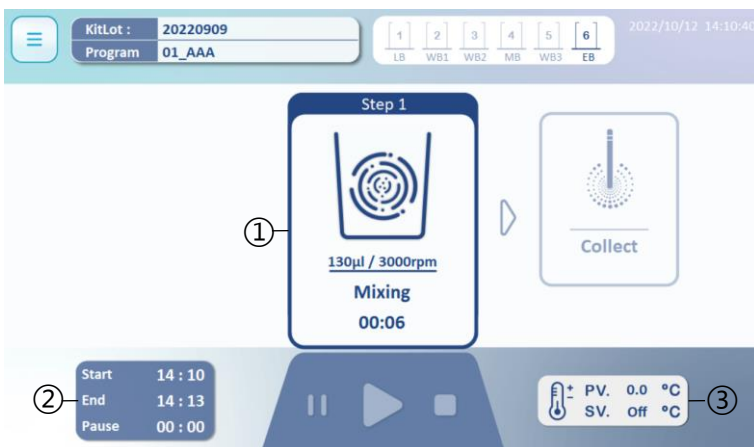 KitLot : 20220909
Program 01_AAA
1 2 3 4 5 6
LB WB1 WB2 MB WB3 EB
2022/10/12 14:10:40
Step 1
130µl / 3000rpm
Mixing
00:06
Collect
①
②
③
Start 14 : 10
End 14 : 13
Pause 00 : 00
PV. 0.0 °C
SV. Off °C